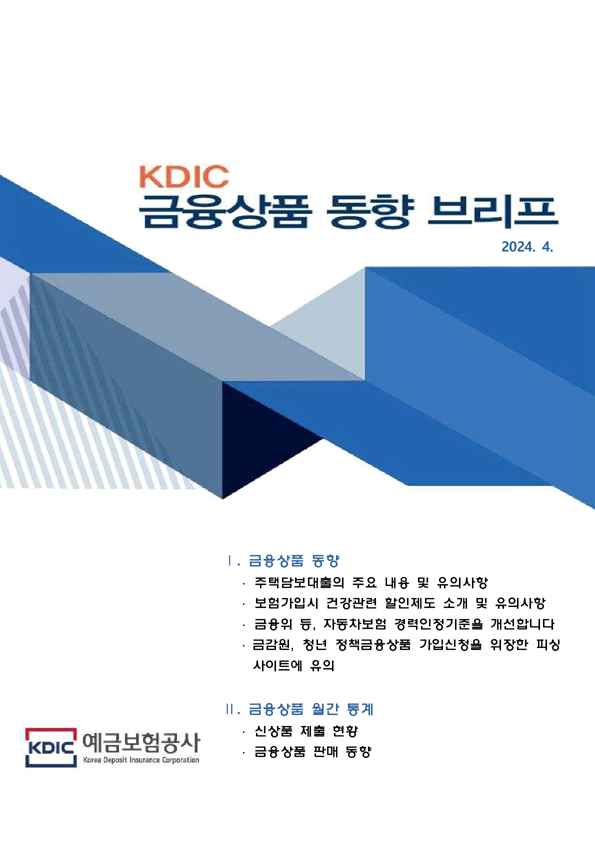 KDIC
금융상품 동향 브리프
2024. 4.
Ⅰ. 금융상품 동향
· 주택담보대출의 주요 내용 및 유의사항
· 보험가입시 건강관련 할인제도 소개 및 유의사항
· 금융위 등, 자동차보험 경력인정기준을 개선합니다
· 금감원, 청년 정책금융상품 가입신청을 위장한 피싱
사이트에 유의
Ⅱ. 금융상품 월간 통계
· 신상품 제출 현황
· 금융상품 판매 동향
KDIC 예금보험공사
Korea Deposit Insurance Corporation